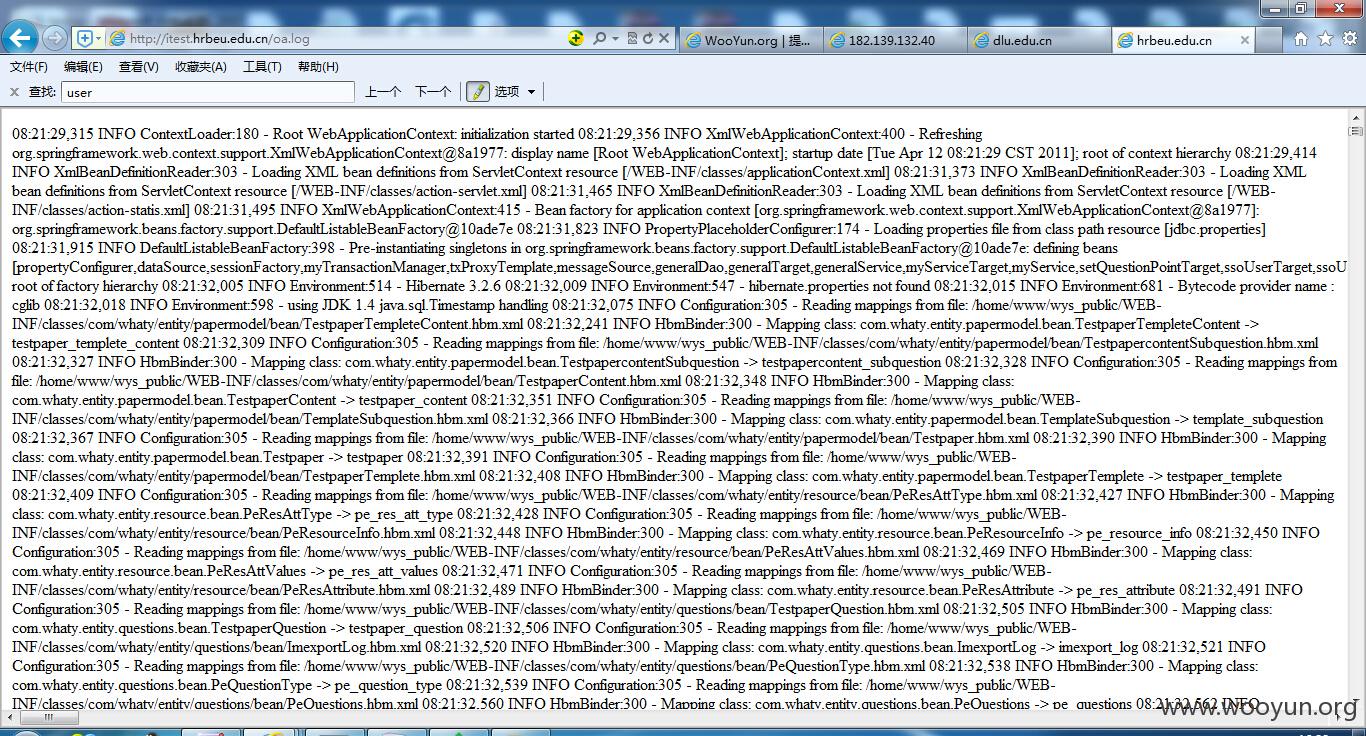 http://itest.hrbeu.edu.cn/oa.log
WooYun.org | 提...
182.139.132.40
dlu.edu.cn
hrbeu.edu.cn
文件(F) 编辑(E) 查看(V) 收藏夹(A) 工具(T) 帮助(H)
查找: user 上一个 下一个 选项
08:21:29,315 INFO ContextLoader:180 - Root WebApplicationContext: initialization started 08:21:29,356 INFO XmlWebApplicationContext:400 - Refreshing
org.springframework.web.context.support.XmlWebApplicationContext@8a1977: display name [Root WebApplicationContext]; startup date [Tue Apr 12 08:21:29 CST 2011]; root of context hierarchy 08:21:29,414
INFO XmlBeanDefinitionReader:303 - Loading XML bean definitions from ServletContext resource [/WEB-INF/classes/applicationContext.xml] 08:21:31,373 INFO XmlBeanDefinitionReader:303 - Loading XML
bean definitions from ServletContext resource [/WEB-INF/classes/action-servlet.xml] 08:21:31,465 INFO XmlBeanDefinitionReader:303 - Loading XML bean definitions from ServletContext resource [/WEB-
INF/classes/action-statis.xml] 08:21:31,495 INFO XmlWebApplicationContext:415 - Bean factory for application context [org.springframework.web.context.support.XmlWebApplicationContext@8a1977]:
org.springframework.beans.factory.support.DefaultListableBeanFactory@10ade7e 08:21:31,823 INFO PropertyPlaceholderConfigurer:174 - Loading properties file from class path resource [jdbc.properties]
08:21:31,915 INFO DefaultListableBeanFactory:398 - Pre-instantiating singletons in org.springframework.beans.factory.support.DefaultListableBeanFactory@10ade7e: defining beans
[propertyConfigurer,dataSource,sessionFactory,myTransactionManager,txProxyTemplate,messageSource,generalDao,generalTarget,generalService,myServiceTarget,myService,setQuestionPointTarget,ssoUserTarget,ssoU
root of factory hierarchy 08:21:32,005 INFO Environment:514 - Hibernate 3.2.6 08:21:32,009 INFO Environment:547 - hibernate.properties not found 08:21:32,015 INFO Environment:681 - Bytecode provider name :
cglib 08:21:32,018 INFO Environment:598 - using JDK 1.4 java.sql.Timestamp handling 08:21:32,075 INFO Configuration:305 - Reading mappings from file: /home/www/wys_public/WEB-
INF/classes/com/whaty/entity/papermodel/bean/TestpaperTempleteContent.hbm.xml 08:21:32,241 INFO HbmBinder:300 - Mapping class: com.whaty.entity.papermodel.bean.TestpaperTempleteContent ->
testpaper_templete_content 08:21:32,309 INFO Configuration:305 - Reading mappings from file: /home/www/wys_public/WEB-INF/classes/com/whaty/entity/papermodel/bean/TestpapercontentSubquestion.hbm.xml
08:21:32,327 INFO HbmBinder:300 - Mapping class: com.whaty.entity.papermodel.bean.TestpapercontentSubquestion -> testpapercontent_subquestion 08:21:32,328 INFO Configuration:305 - Reading mappings from
file: /home/www/wys_public/WEB-INF/classes/com/whaty/entity/papermodel/bean/TestpaperContent.hbm.xml 08:21:32,348 INFO HbmBinder:300 - Mapping class:
com.whaty.entity.papermodel.bean.TestpaperContent -> testpaper_content 08:21:32,351 INFO Configuration:305 - Reading mappings from file: /home/www/wys_public/WEB-
INF/classes/com/whaty/entity/papermodel/bean/TemplateSubquestion.hbm.xml 08:21:32,366 INFO HbmBinder:300 - Mapping class: com.whaty.entity.papermodel.bean.TemplateSubquestion -> template_subquestion
08:21:32,367 INFO Configuration:305 - Reading mappings from file: /home/www/wys_public/WEB-INF/classes/com/whaty/entity/papermodel/bean/Testpaper.hbm.xml 08:21:32,390 INFO HbmBinder:300 - Mapping
class: com.whaty.entity.papermodel.bean.Testpaper -> testpaper 08:21:32,391 INFO Configuration:305 - Reading mappings from file: /home/www/wys_public/WEB-
INF/classes/com/whaty/entity/papermodel/bean/TestpaperTemplete.hbm.xml 08:21:32,408 INFO HbmBinder:300 - Mapping class: com.whaty.entity.papermodel.bean.TestpaperTemplete -> testpaper_templete
08:21:32,409 INFO Configuration:305 - Reading mappings from file: /home/www/wys_public/WEB-INF/classes/com/whaty/entity/resource/bean/PeResAttType.hbm.xml 08:21:32,427 INFO HbmBinder:300 - Mapping
class: com.whaty.entity.resource.bean.PeResAttType -> pe_res_att_type 08:21:32,428 INFO Configuration:305 - Reading mappings from file: /home/www/wys_public/WEB-
INF/classes/com/whaty/entity/resource/bean/PeResourceInfo.hbm.xml 08:21:32,448 INFO HbmBinder:300 - Mapping class: com.whaty.entity.resource.bean.PeResourceInfo -> pe_resource_info 08:21:32,450 INFO
Configuration:305 - Reading mappings from file: /home/www/wys_public/WEB-INF/classes/com/whaty/entity/resource/bean/PeResAttValues.hbm.xml 08:21:32,469 INFO HbmBinder:300 - Mapping class:
com.whaty.entity.resource.bean.PeResAttValues -> pe_res_att_values 08:21:32,471 INFO Configuration:305 - Reading mappings from file: /home/www/wys_public/WEB-
INF/classes/com/whaty/entity/resource/bean/PeResAttribute.hbm.xml 08:21:32,489 INFO HbmBinder:300 - Mapping class: com.whaty.entity.resource.bean.PeResAttribute -> pe_res_attribute 08:21:32,491 INFO
Configuration:305 - Reading mappings from file: /home/www/wys_public/WEB-INF/classes/com/whaty/entity/questions/bean/TestpaperQuestion.hbm.xml 08:21:32,505 INFO HbmBinder:300 - Mapping class:
com.whaty.entity.questions.bean.TestpaperQuestion -> testpaper_question 08:21:32,506 INFO Configuration:305 - Reading mappings from file: /home/www/wys_public/WEB-
INF/classes/com/whaty/entity/questions/bean/ImexportLog.hbm.xml 08:21:32,520 INFO HbmBinder:300 - Mapping class: com.whaty.entity.questions.bean.ImexportLog -> imexport_log 08:21:32,521 INFO
Configuration:305 - Reading mappings from file: /home/www/wys_public/WEB-INF/classes/com/whaty/entity/questions/bean/PeQuestionType.hbm.xml 08:21:32,538 INFO HbmBinder:300 - Mapping class:
com.whaty.entity.questions.bean.PeQuestionType -> pe_question_type 08:21:32,539 INFO Configuration:305 - Reading mappings from file: /home/www/wys_public/WEB-
INF/classes/com/whaty/entity/questions/bean/PeQuestions.hbm.xml 08:21:32,560 INFO HbmBinder:300 - Mapping class: com.whaty.entity.questions.bean.PeQuestions -> pe_questions 08:21:32,562 INFO
www.wooyun.org